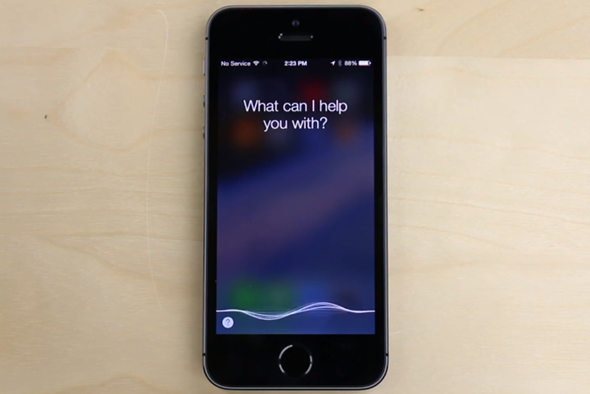 No Service 2:23 PM 88%
What can I help
you with?
?